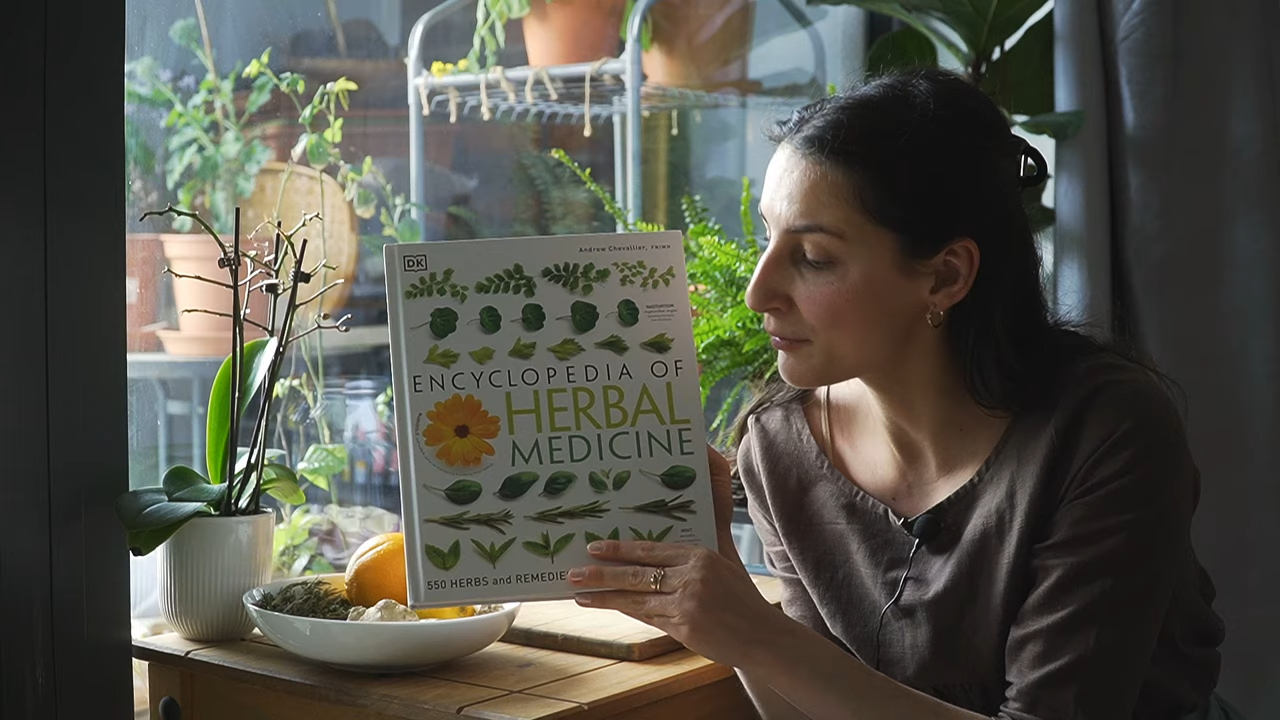 DK
Andrew Chevallier, FNIMH
ENCYCLOPEDIA OF
HERBAL
MEDICINE
550 HERBS and REMEDIE